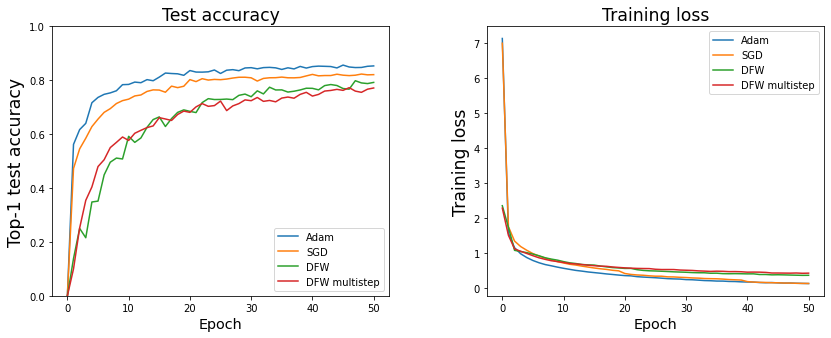 Test accuracy
Top-1 test accuracy
1.0
0.8
0.6
0.4
0.2
0.0
0
10
20
30
40
50
Epoch
Adam
SGD
DFW
DFW multistep
Training loss
Training loss
7
6
5
4
3
2
1
0
0
10
20
30
40
50
Epoch
Adam
SGD
DFW
DFW multistep